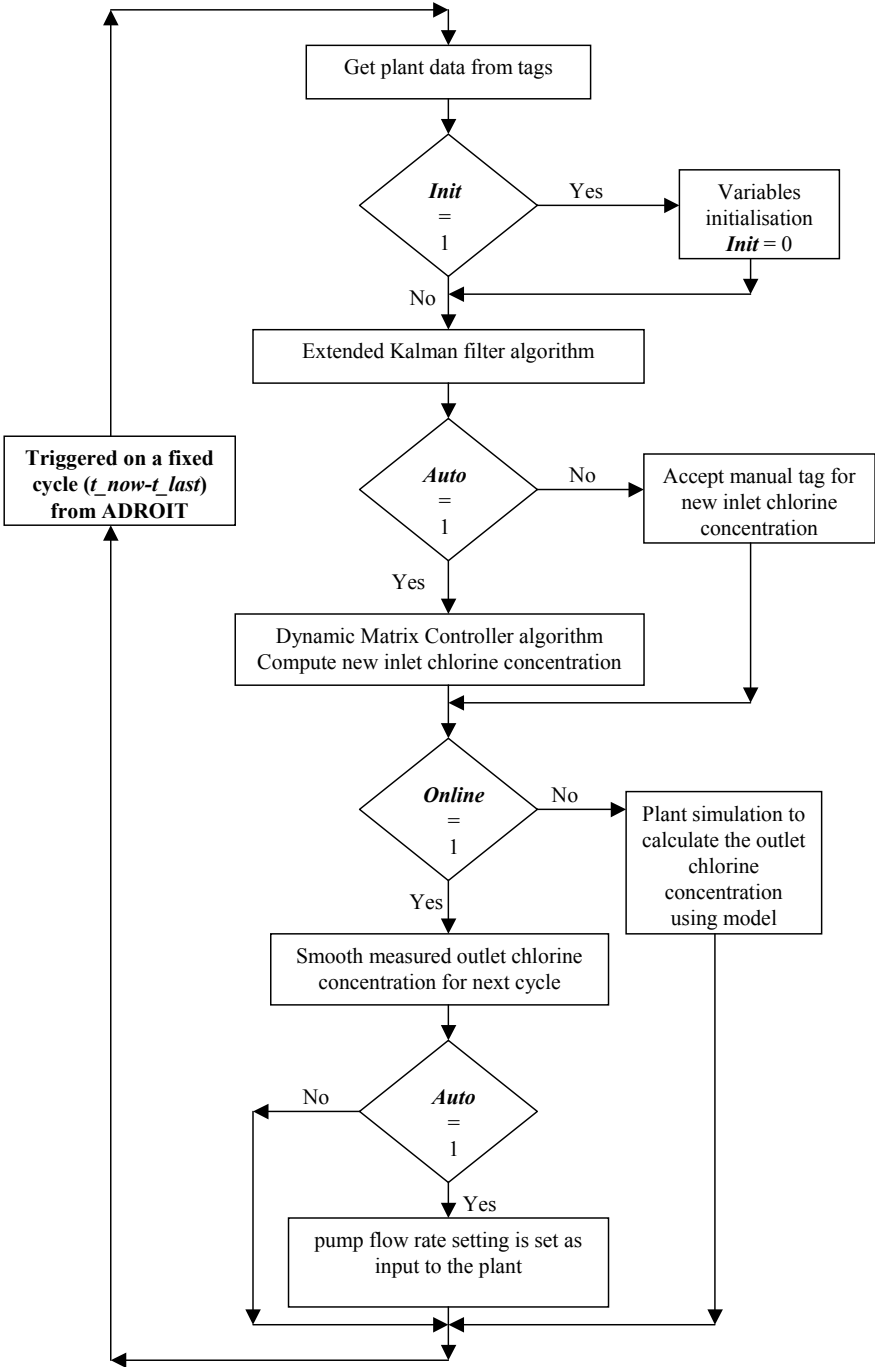 Get plant data from tags
Init
=
1
Yes
Variables
initialisation
Init = 0
No
Extended Kalman filter algorithm
Triggered on a fixed
cycle (t_now-t_last)
from ADROIT
Auto
=
1
No
Accept manual tag for
new inlet chlorine
concentration
Yes
Dynamic Matrix Controller algorithm
Compute new inlet chlorine concentration
Online
=
1
No
Plant simulation to
calculate the outlet
chlorine
concentration
using model
Yes
Smooth measured outlet chlorine
concentration for next cycle
No
Auto
=
1
Yes
pump flow rate setting is set as
input to the plant